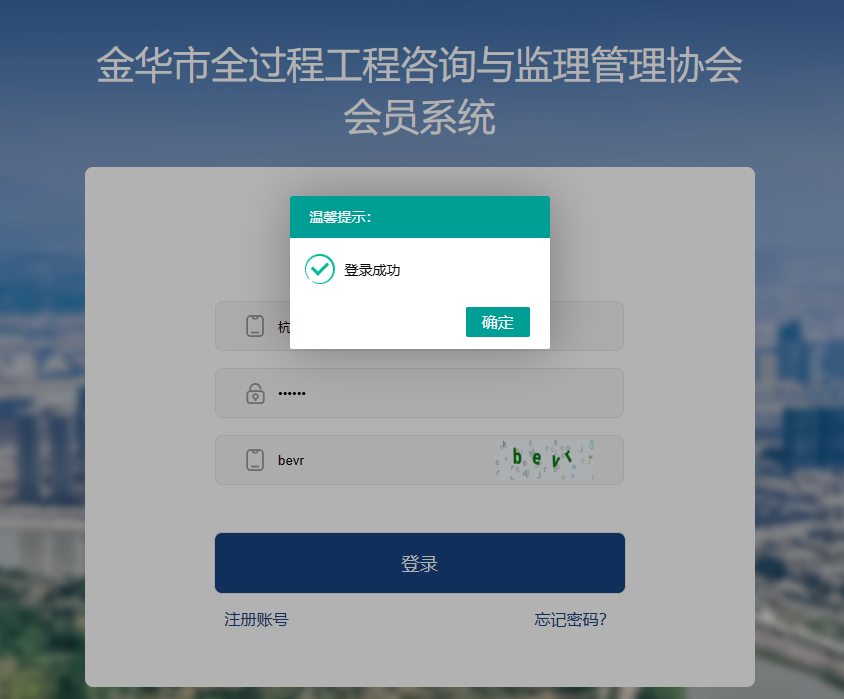 金华市全过程工程咨询与监理管理协会
会员系统
温馨提示:
登录成功
确定
杭
••••••
bevr
bevr
登录
注册账号
忘记密码?